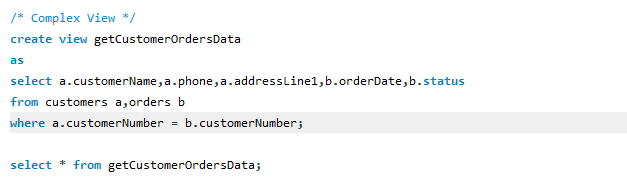 /* Complex View */
create view getCustomerOrdersData
as
select a.customerName,a.phone,a.addressLine1,b.orderDate,b.status
from customers a,orders b
where a.customerNumber = b.customerNumber;
select * from getCustomerOrdersData;